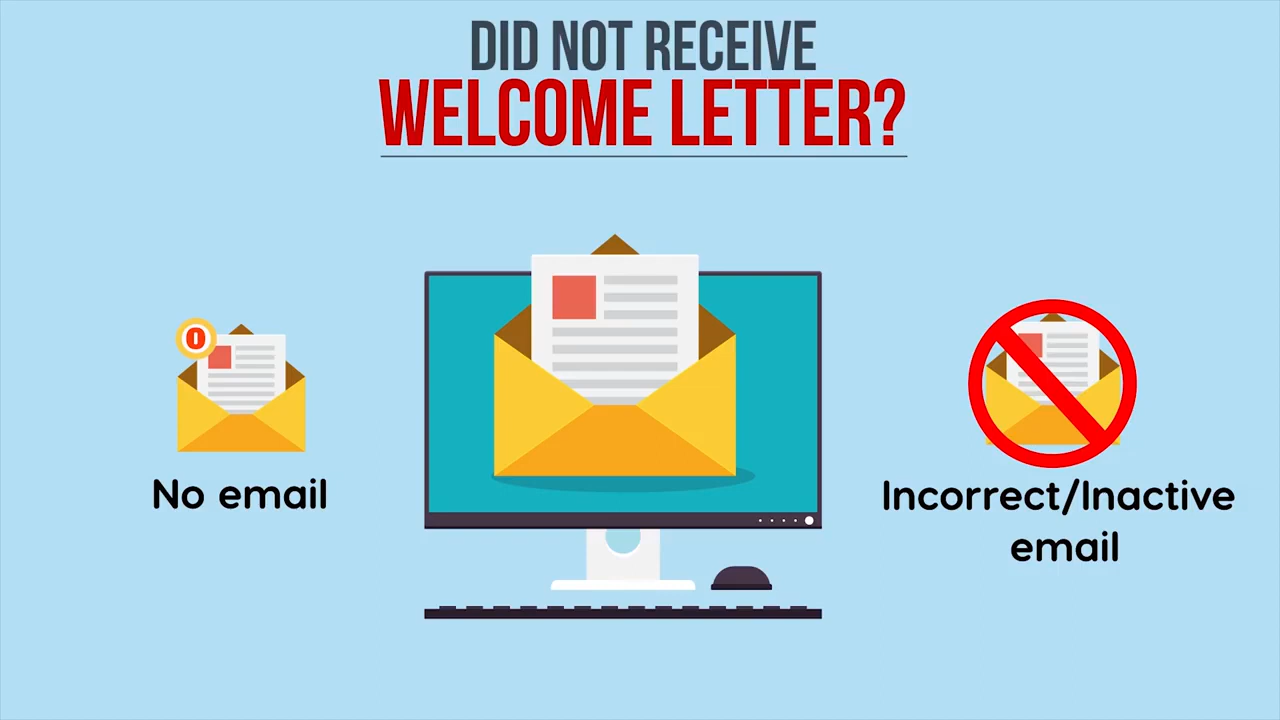 DID NOT RECEIVE
WELCOME LETTER?
0
No email
Incorrect/Inactive
email